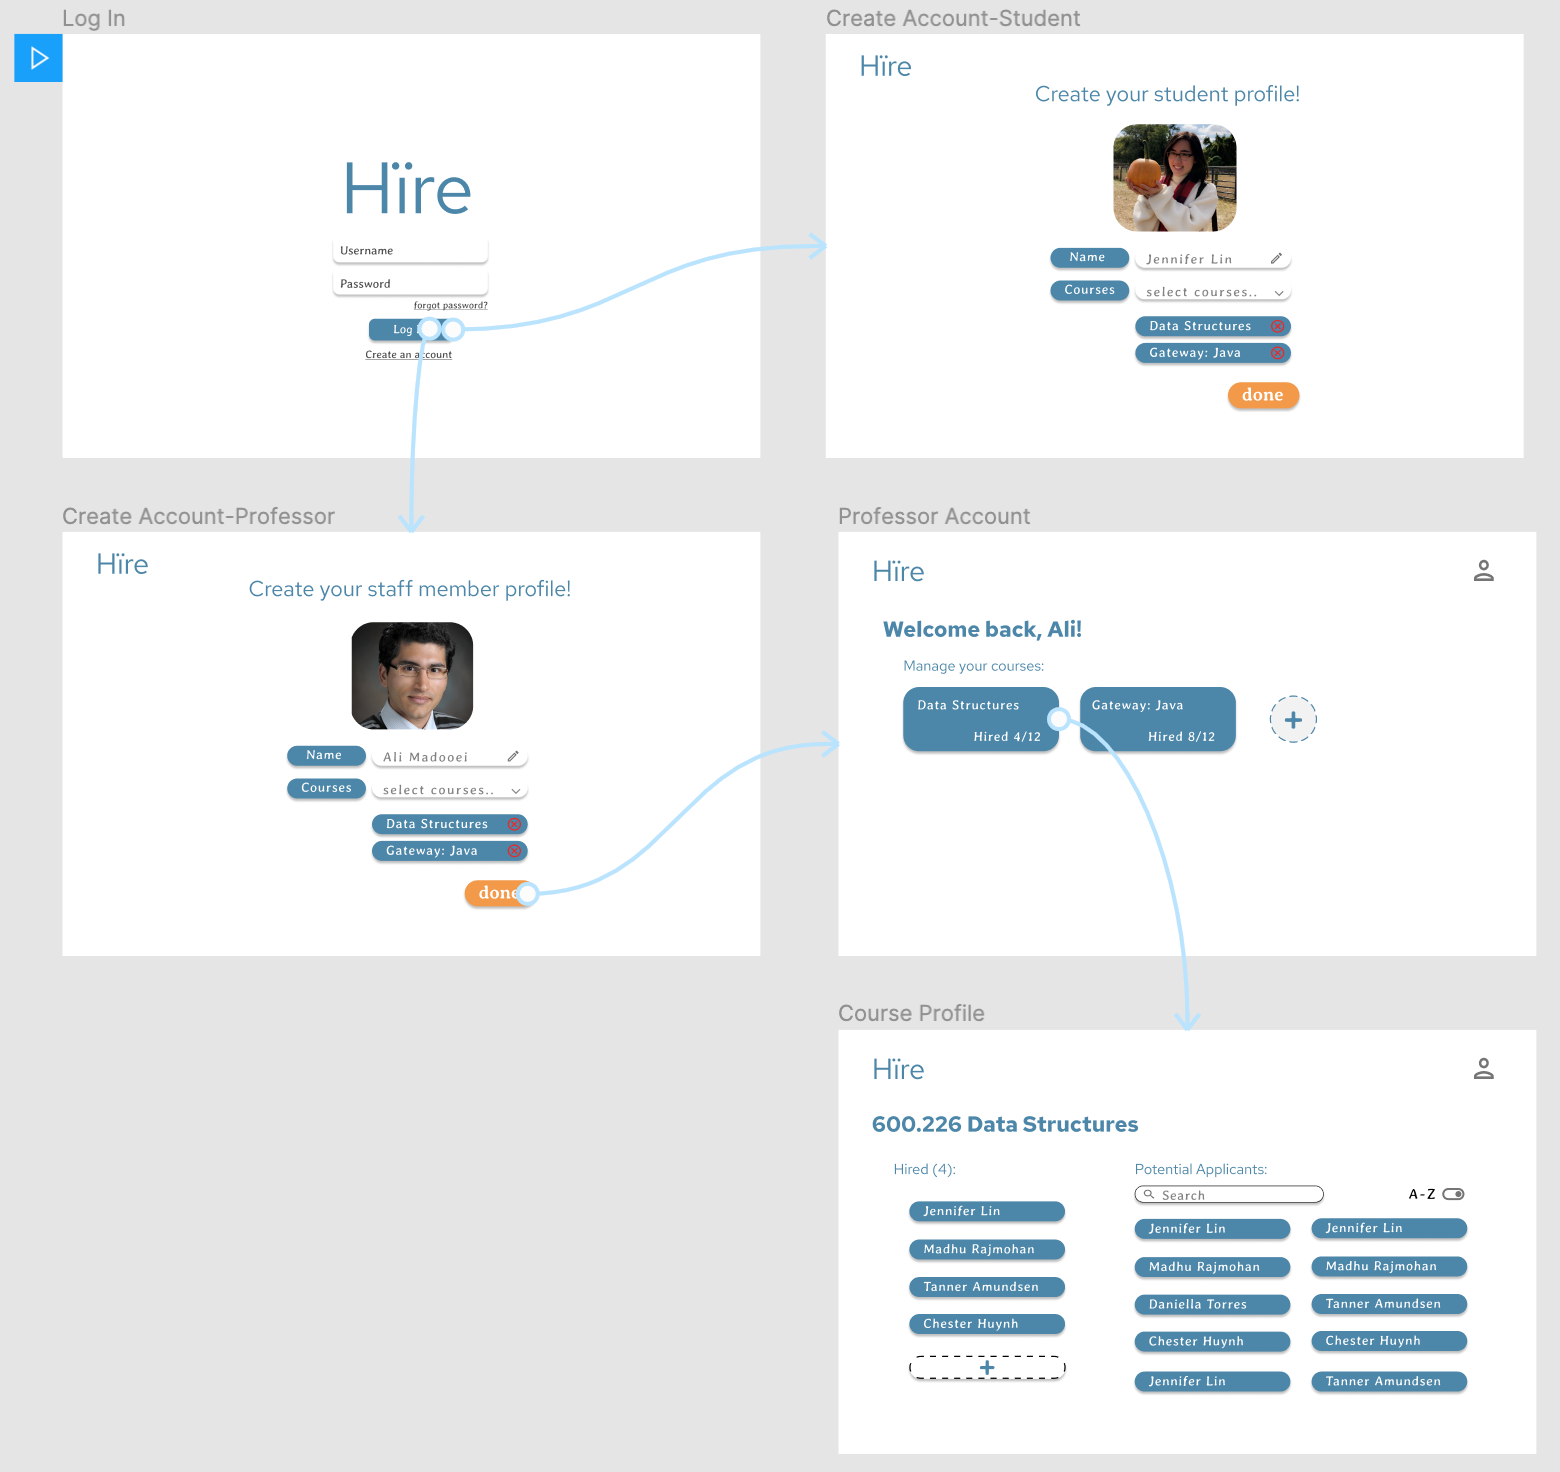 Log In
Hïre
Username
Password
forgot password?
Log
Create an account
Create Account-Student
Hïre
Create your student profile!
Name
Jennifer Lin
Courses
select courses..
Data Structures
Gateway: Java
done
Create Account-Professor
Hïre
Create your staff member profile!
Name
Ali Madooei
Courses
select courses..
Data Structures
Gateway: Java
done
Professor Account
Hïre
Welcome back, Ali!
Manage your courses:
Data Structures
Hired 4/12
Gateway: Java
Hired 8/12
Course Profile
Hïre
600.226 Data Structures
Hired (4):
Jennifer Lin
Madhu Rajmohan
Tanner Amundsen
Chester Huynh
Potential Applicants:
Search
A-Z
Jennifer Lin
Jennifer Lin
Madhu Rajmohan
Madhu Rajmohan
Daniella Torres
Tanner Amundsen
Chester Huynh
Chester Huynh
Jennifer Lin
Tanner Amundsen